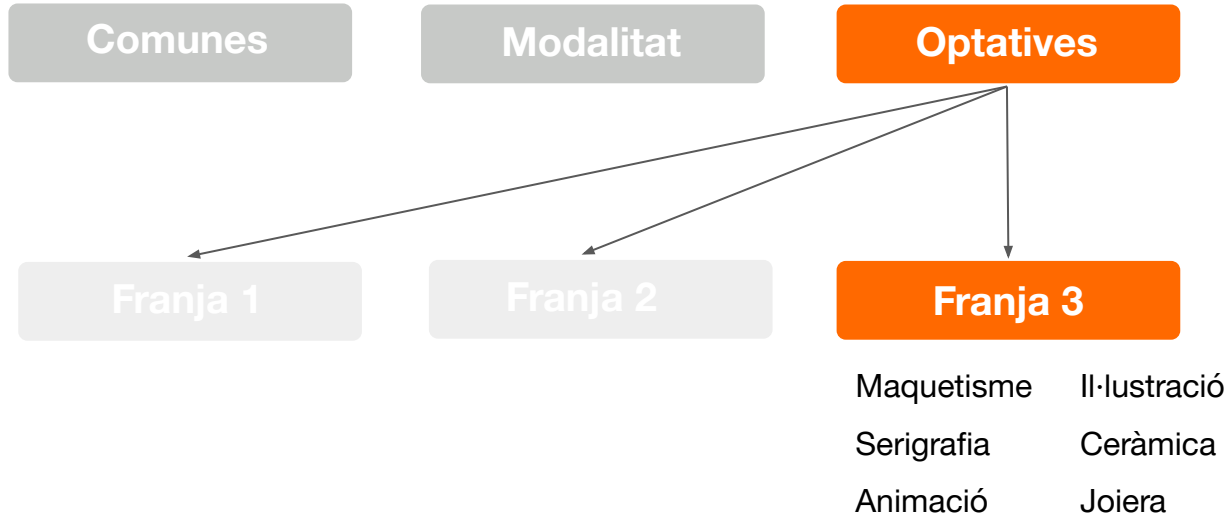 Comunes Modalitat Optatives
Franja 1 Franja 2 Franja 3
Maquetisme Il·lustració
Serigrafia Ceràmica
Animació Joiera